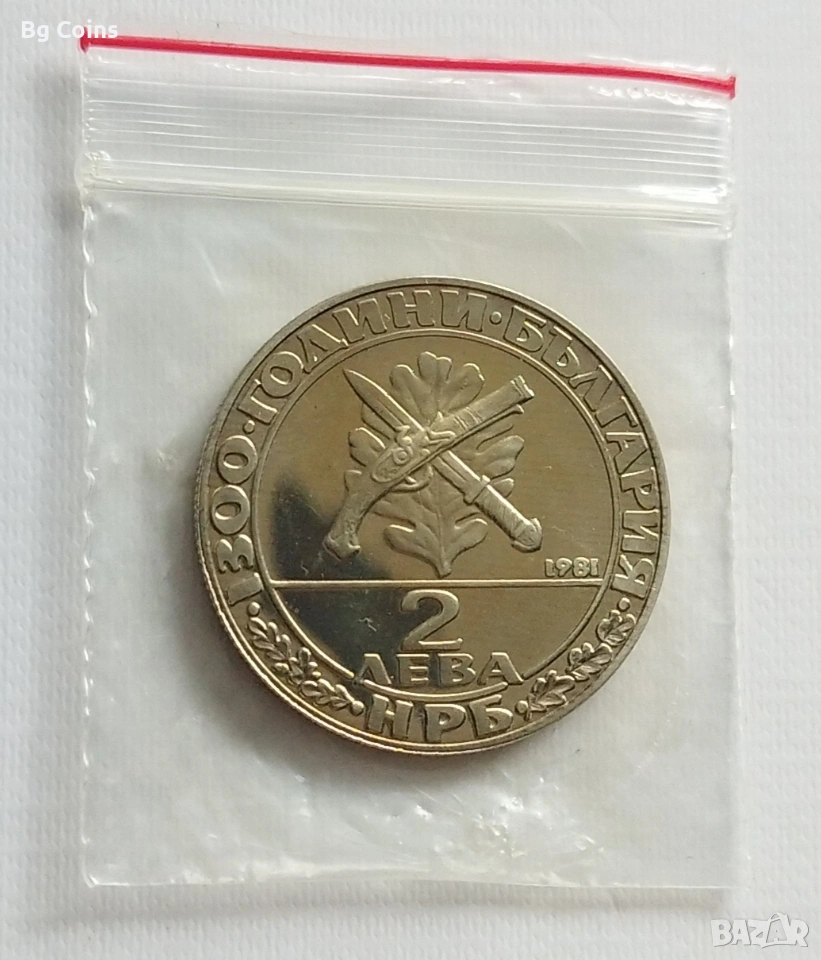 Bg Coins
·1300·ГОДИНИ·БЪЛГАРИЯ·
1981
2
ЛЕВА
·НРБ·
BAZAR